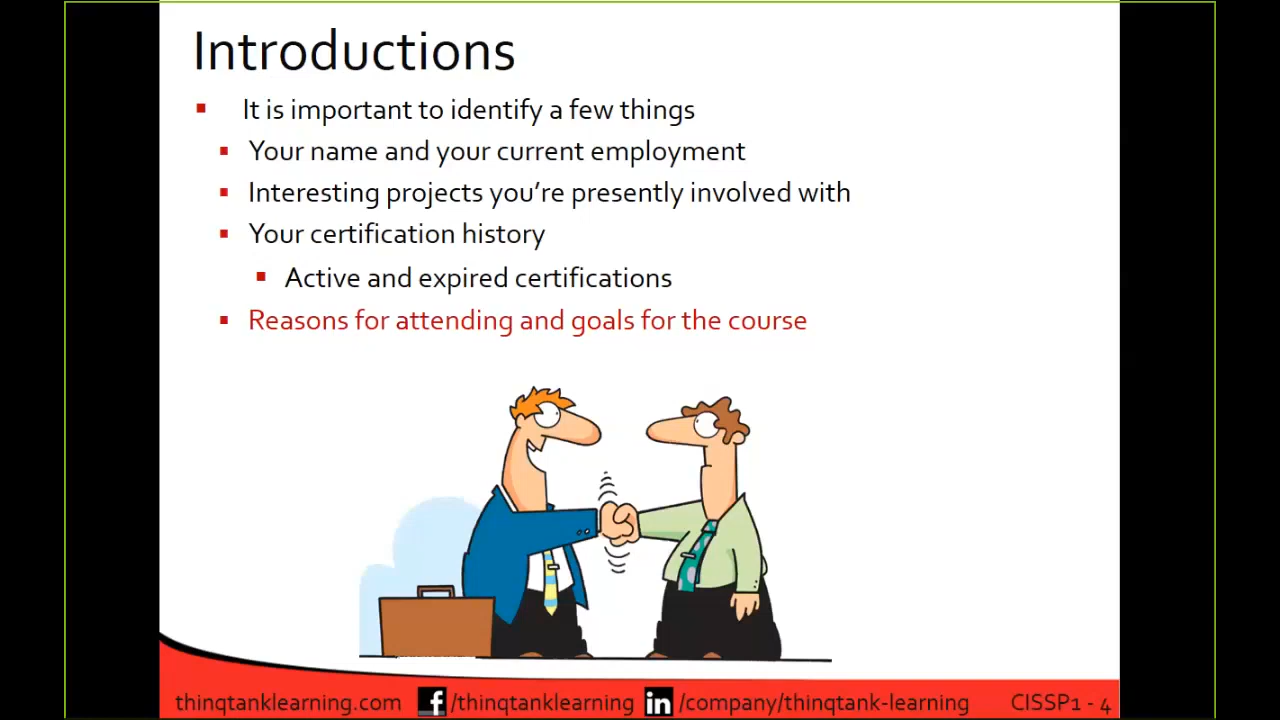 Introductions
It is important to identify a few things
Your name and your current employment
Interesting projects you're presently involved with
Your certification history
Active and expired certifications
Reasons for attending and goals for the course
thinqtanklearning.com f /thinqtanklearning in /company/thinqtank-learning CISSP1 - 4